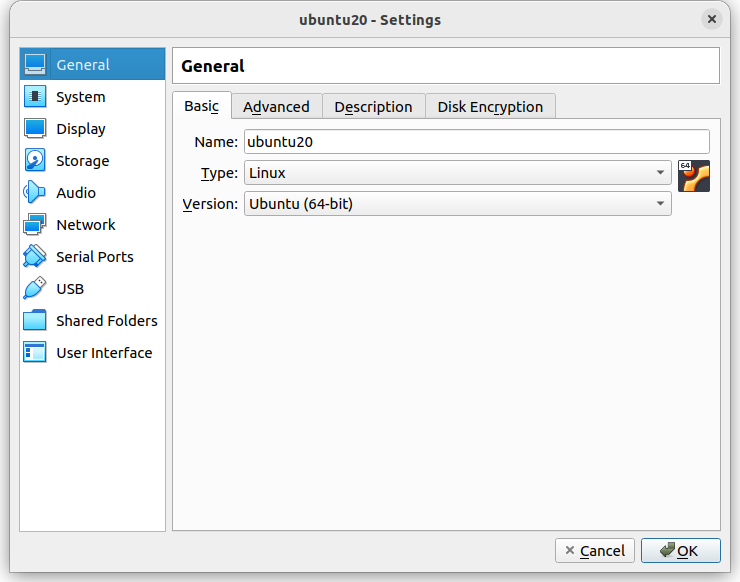 ubuntu20 - Settings
General
System
Display
Storage
Audio
Network
Serial Ports
USB
Shared Folders
User Interface
General
Basic Advanced Description Disk Encryption
Name: ubuntu20
Type: Linux
64
Version: Ubuntu (64-bit)
Cancel OK